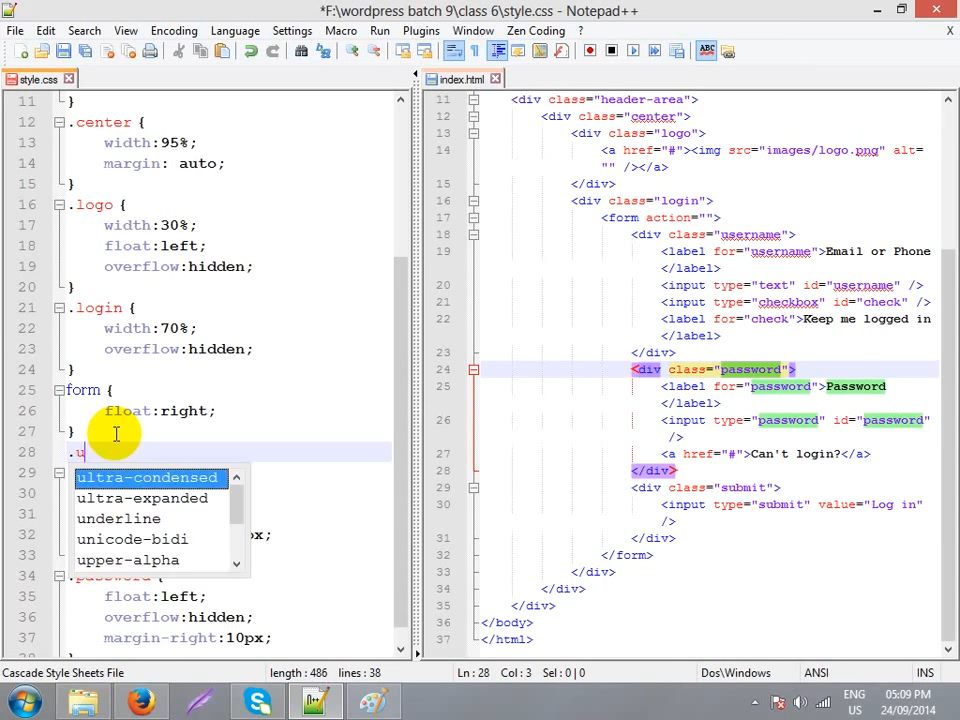 *F:\wordpress batch 9\class 6\style.css - Notepad++
File Edit Search View Encoding Language Settings Macro Run Plugins Window Zen Coding ? X
style.css
11 }
12 .center {
13 width:95%;
14 margin: auto;
15 }
16 .logo {
17 width:30%;
18 float:left;
19 overflow:hidden;
20 }
21 .login {
22 width:70%;
23 overflow:hidden;
24 }
25 form {
26 float:right;
27 }
28 .u
ultra-condensed
ultra-expanded
underline
unicode-bidi
upper-alpha
29
30
31
32 px;
33
34 .password {
35 float:left;
36 overflow:hidden;
37 margin-right:10px;
index.html
11 <div class="header-area">
12 <div class="center">
13 <div class="logo">
14 <a href="#"><img src="images/logo.png" alt=
"" /></a>
15 </div>
16 <div class="login">
17 <form action="">
18 <div class="username">
19 <label for="username">Email or Phone
</label>
20 <input type="text" id="username" />
21 <input type="checkbox" id="check" />
22 <label for="check">Keep me logged in
</label>
23 </div>
24 <div class="password">
25 <label for="password">Password
</label>
26 <input type="password" id="password"
/>
27 <a href="#">Can't login?</a>
28 </div>
29 <div class="submit">
30 <input type="submit" value="Log in"
/>
31 </div>
32 </form>
33 </div>
34 </div>
35 </div>
36 </body>
37 </html>
Cascade Style Sheets File length : 486 lines : 38 Ln : 28 Col : 3 Sel : 0 | 0 Dos\Windows ANSI INS
ENG
US
05:09 PM
24/09/2014